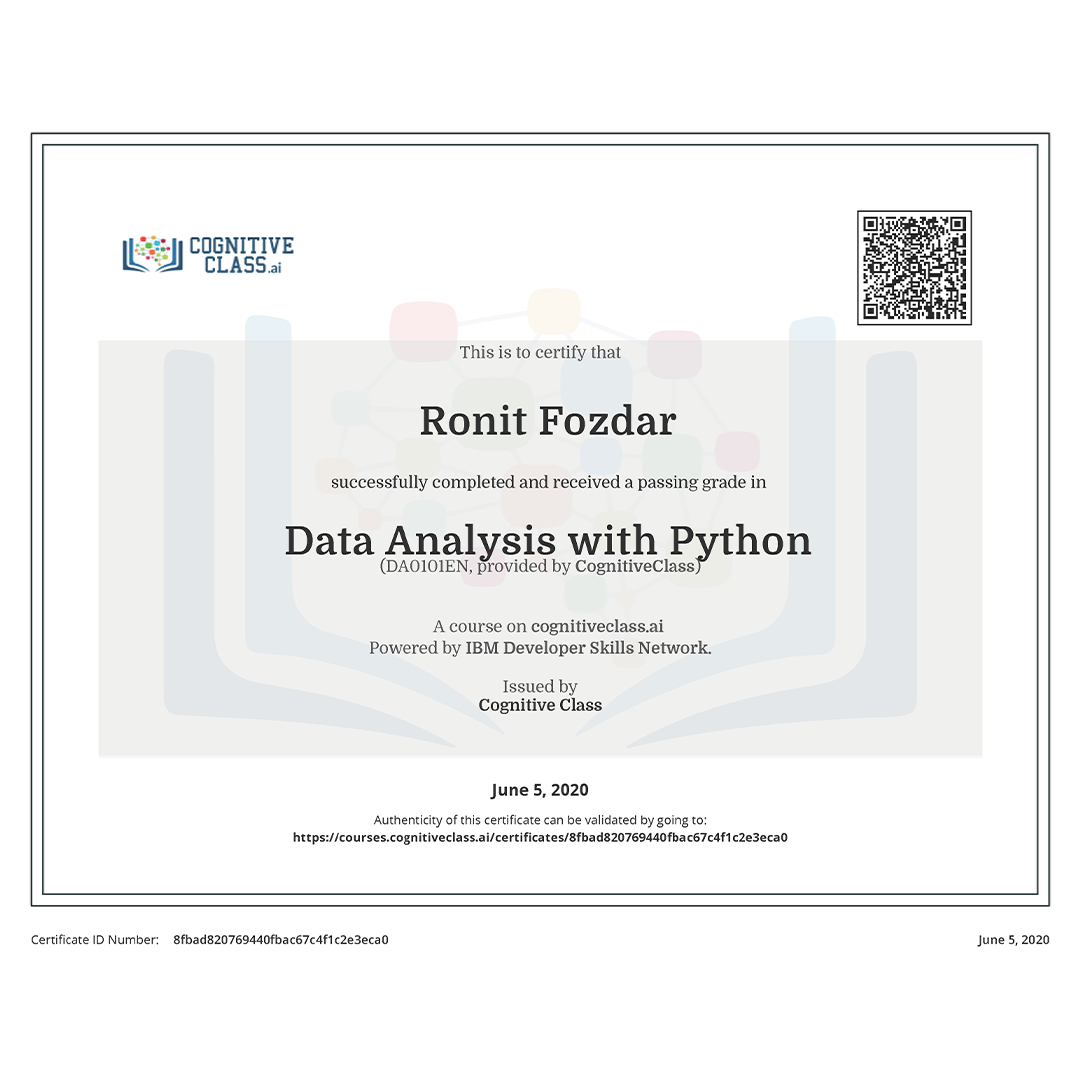 COGNITIVE
CLASS.ai
This is to certify that
Ronit Fozdar
successfully completed and received a passing grade in
Data Analysis with Python
(DA0101EN, provided by CognitiveClass)
A course on cognitiveclass.ai
Powered by IBM Developer Skills Network.
Issued by
Cognitive Class
June 5, 2020
Authenticity of this certificate can be validated by going to:
https://courses.cognitiveclass.ai/certificates/8fbad820769440fbac67c4f1c2e3eca0
Certificate ID Number: 8fbad820769440fbac67c4f1c2e3eca0 June 5, 2020